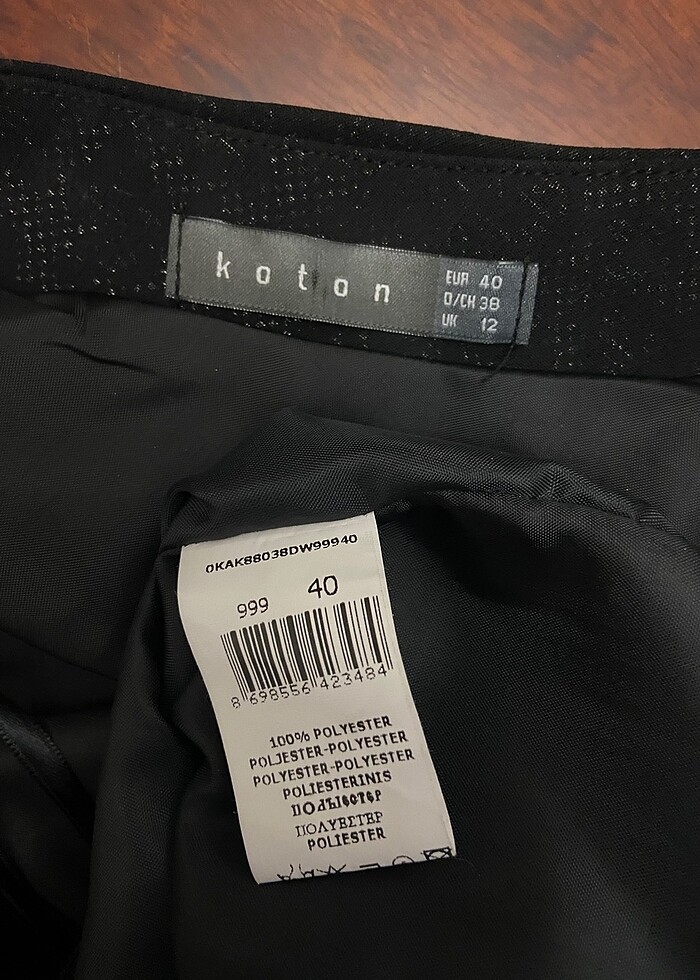 koton
EUR 40
D/CH 38
UK 12
0KAK88038DW99940
999 40
8 698556 423484
100% POLYESTER
POLJESTER-POLYESTER
POLYESTER-POLYESTER
POLIESTERINIS
ΠΟΛΥΕΣΤΕΡ
POLIESTER